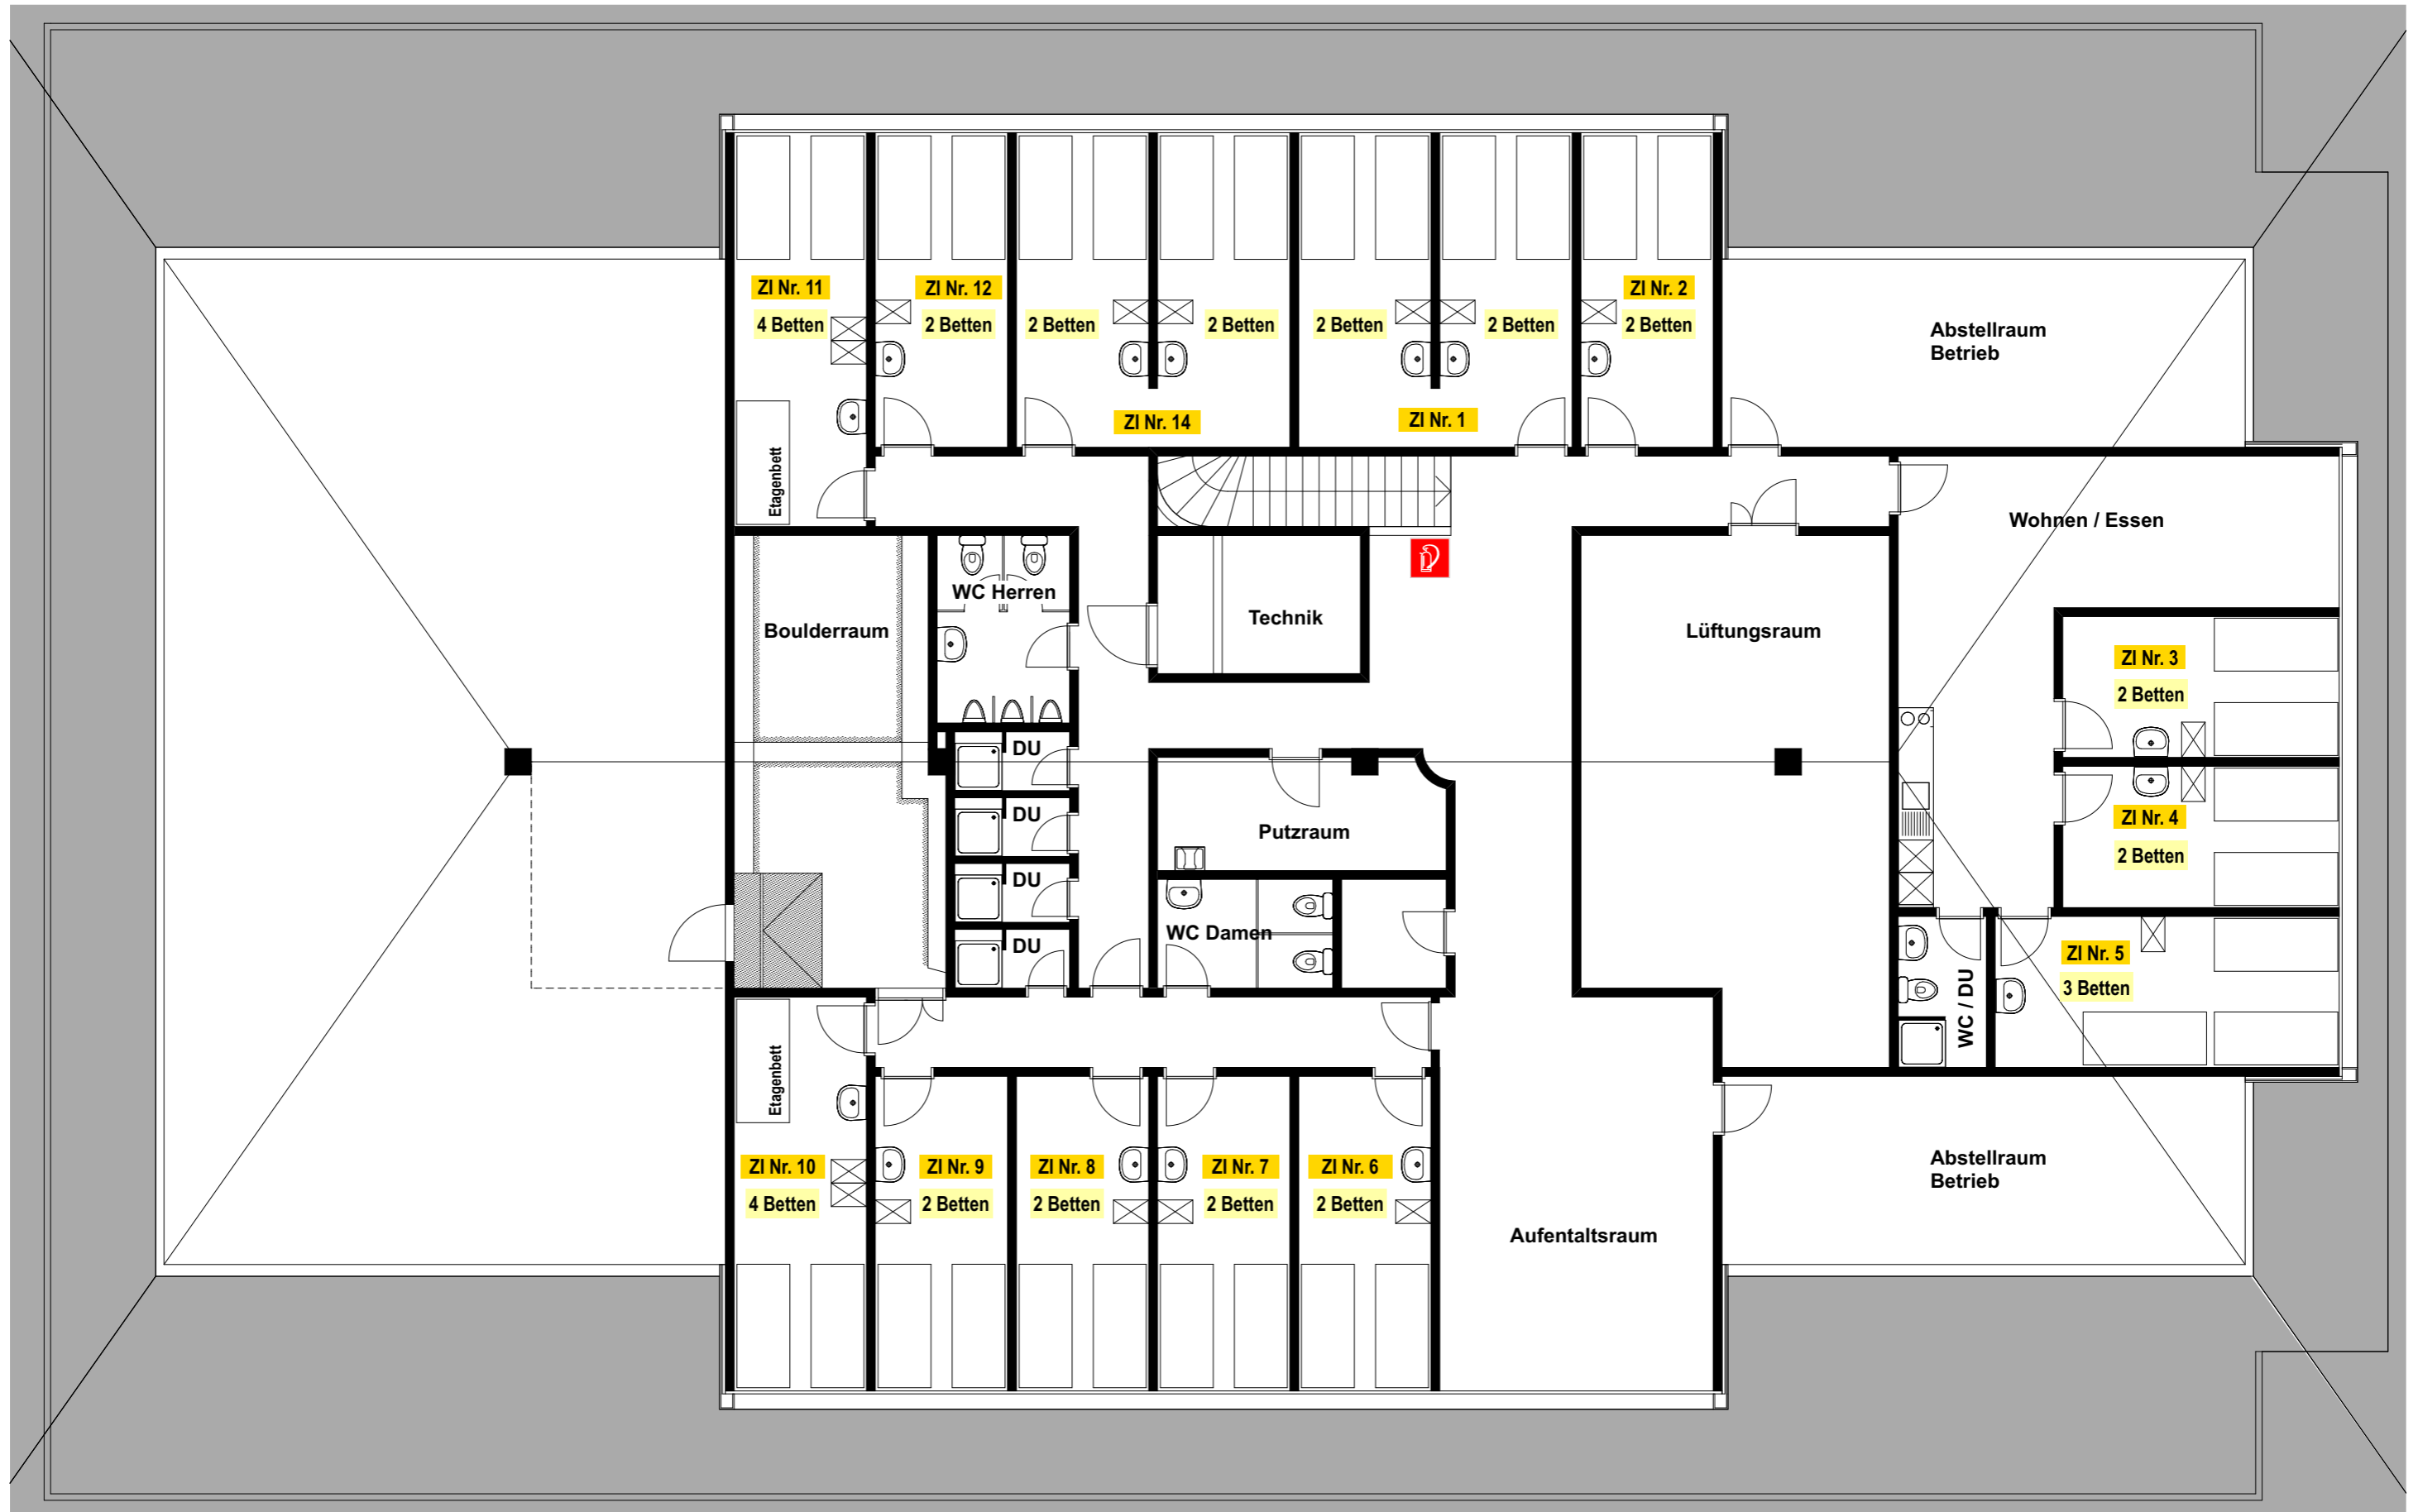 ZI Nr. 11
4 Betten
Etagenbett
ZI Nr. 12
2 Betten
2 Betten
2 Betten
ZI Nr. 14
2 Betten
2 Betten
ZI Nr. 1
ZI Nr. 2
2 Betten
Abstellraum
Betrieb
Wohnen / Essen
Boulderraum
WC Herren
Technik
Lüftungsraum
ZI Nr. 3
2 Betten
DU
DU
DU
DU
Putzraum
WC Damen
ZI Nr. 4
2 Betten
ZI Nr. 5
3 Betten
WC / DU
Etagenbett
ZI Nr. 10
4 Betten
ZI Nr. 9
2 Betten
ZI Nr. 8
2 Betten
ZI Nr. 7
2 Betten
ZI Nr. 6
2 Betten
Aufentaltsraum
Abstellraum
Betrieb